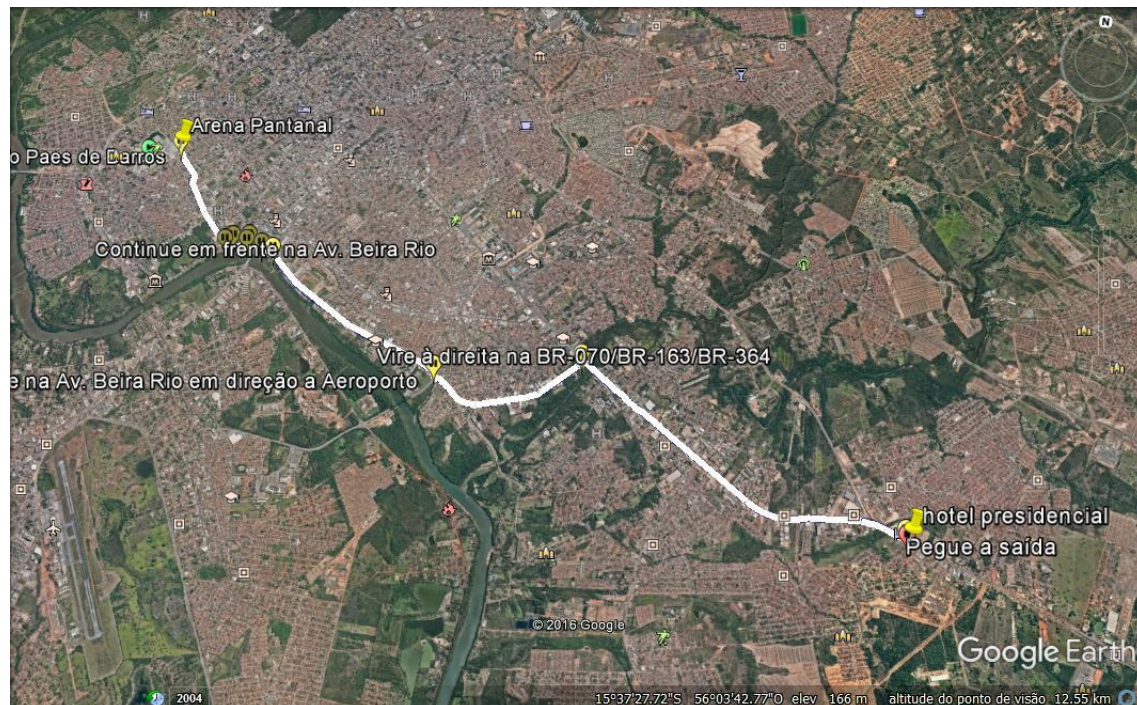 N
Arena Pantanal
o Paes de Barros
Continue em frente na Av. Beira Rio
Vire à direita na BR-070/BR-163/BR-364
e na Av. Beira Rio em direção a Aeroporto
hotel presidencial
Pegue a saída
© 2016 Google
Google Earth
2004
15°37'27.72"S 56°03'42.77"O elev 166 m altitude do ponto de visão 12.55 km